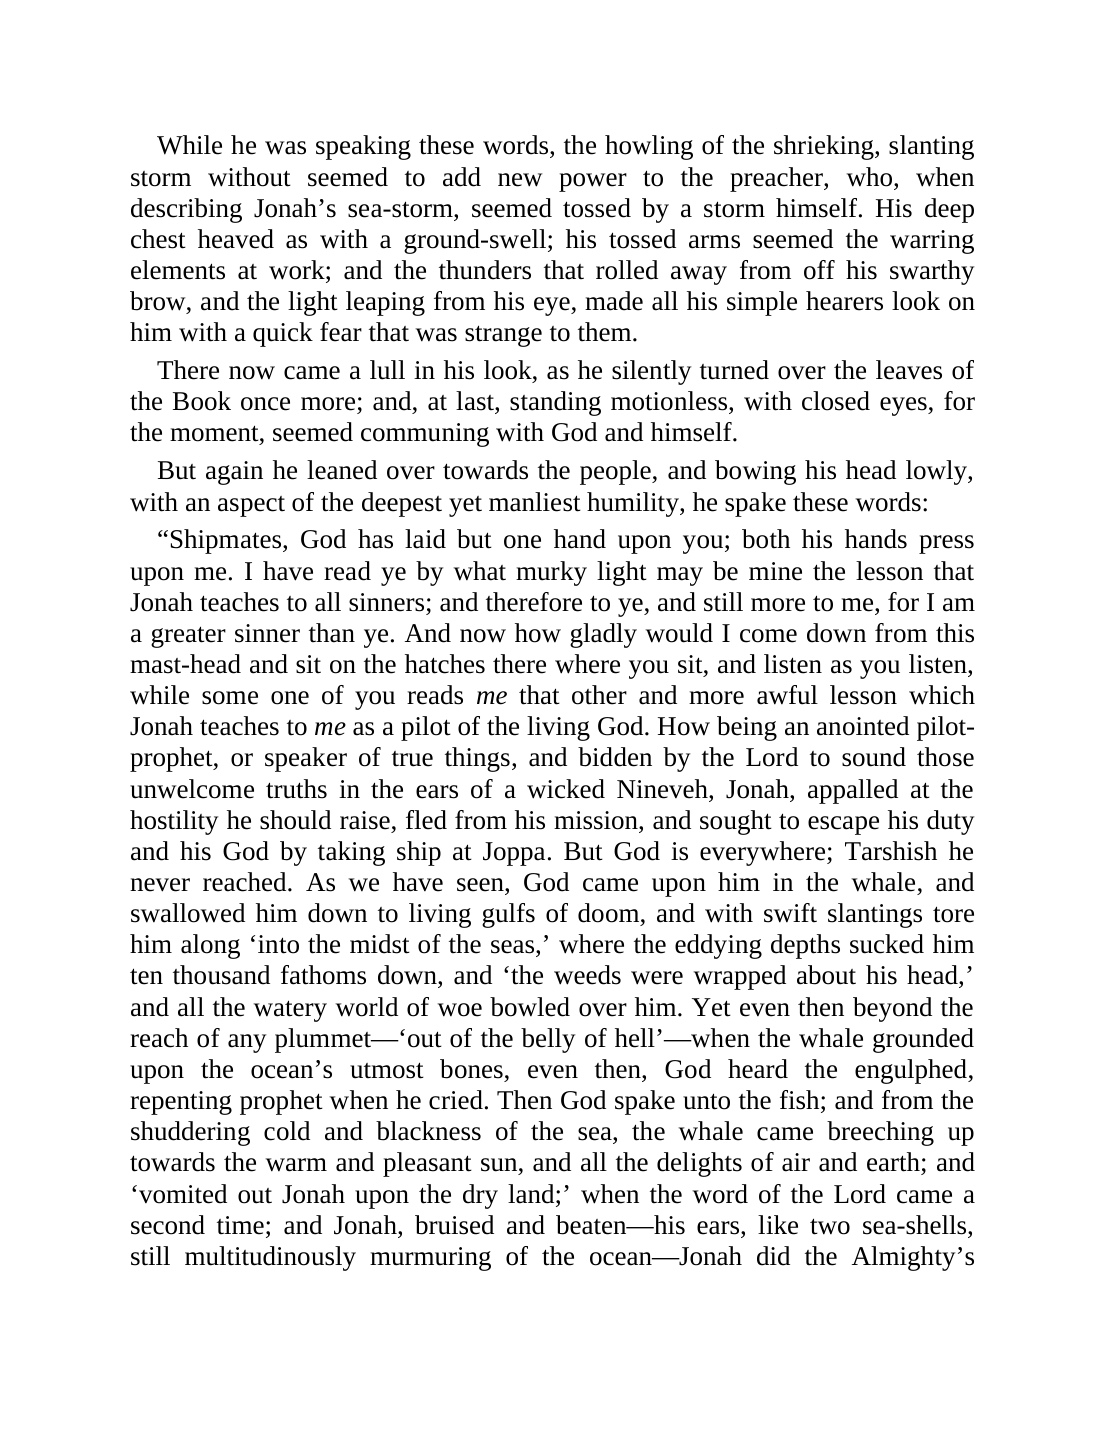 While he was speaking these words, the howling of the shrieking, slanting
storm without seemed to add new power to the preacher, who, when
describing Jonah’s sea-storm, seemed tossed by a storm himself. His deep
chest heaved as with a ground-swell; his tossed arms seemed the warring
elements at work; and the thunders that rolled away from off his swarthy
brow, and the light leaping from his eye, made all his simple hearers look on
him with a quick fear that was strange to them.
There now came a lull in his look, as he silently turned over the leaves of
the Book once more; and, at last, standing motionless, with closed eyes, for
the moment, seemed communing with God and himself.
But again he leaned over towards the people, and bowing his head lowly,
with an aspect of the deepest yet manliest humility, he spake these words:
“Shipmates, God has laid but one hand upon you; both his hands press
upon me. I have read ye by what murky light may be mine the lesson that
Jonah teaches to all sinners; and therefore to ye, and still more to me, for I am
a greater sinner than ye. And now how gladly would I come down from this
mast-head and sit on the hatches there where you sit, and listen as you listen,
while some one of you reads me that other and more awful lesson which
Jonah teaches to me as a pilot of the living God. How being an anointed pilot-
prophet, or speaker of true things, and bidden by the Lord to sound those
unwelcome truths in the ears of a wicked Nineveh, Jonah, appalled at the
hostility he should raise, fled from his mission, and sought to escape his duty
and his God by taking ship at Joppa. But God is everywhere; Tarshish he
never reached. As we have seen, God came upon him in the whale, and
swallowed him down to living gulfs of doom, and with swift slantings tore
him along ‘into the midst of the seas,’ where the eddying depths sucked him
ten thousand fathoms down, and ‘the weeds were wrapped about his head,’
and all the watery world of woe bowled over him. Yet even then beyond the
reach of any plummet—‘out of the belly of hell’—when the whale grounded
upon the ocean’s utmost bones, even then, God heard the engulphed,
repenting prophet when he cried. Then God spake unto the fish; and from the
shuddering cold and blackness of the sea, the whale came breeching up
towards the warm and pleasant sun, and all the delights of air and earth; and
‘vomited out Jonah upon the dry land;’ when the word of the Lord came a
second time; and Jonah, bruised and beaten—his ears, like two sea-shells,
still multitudinously murmuring of the ocean—Jonah did the Almighty’s